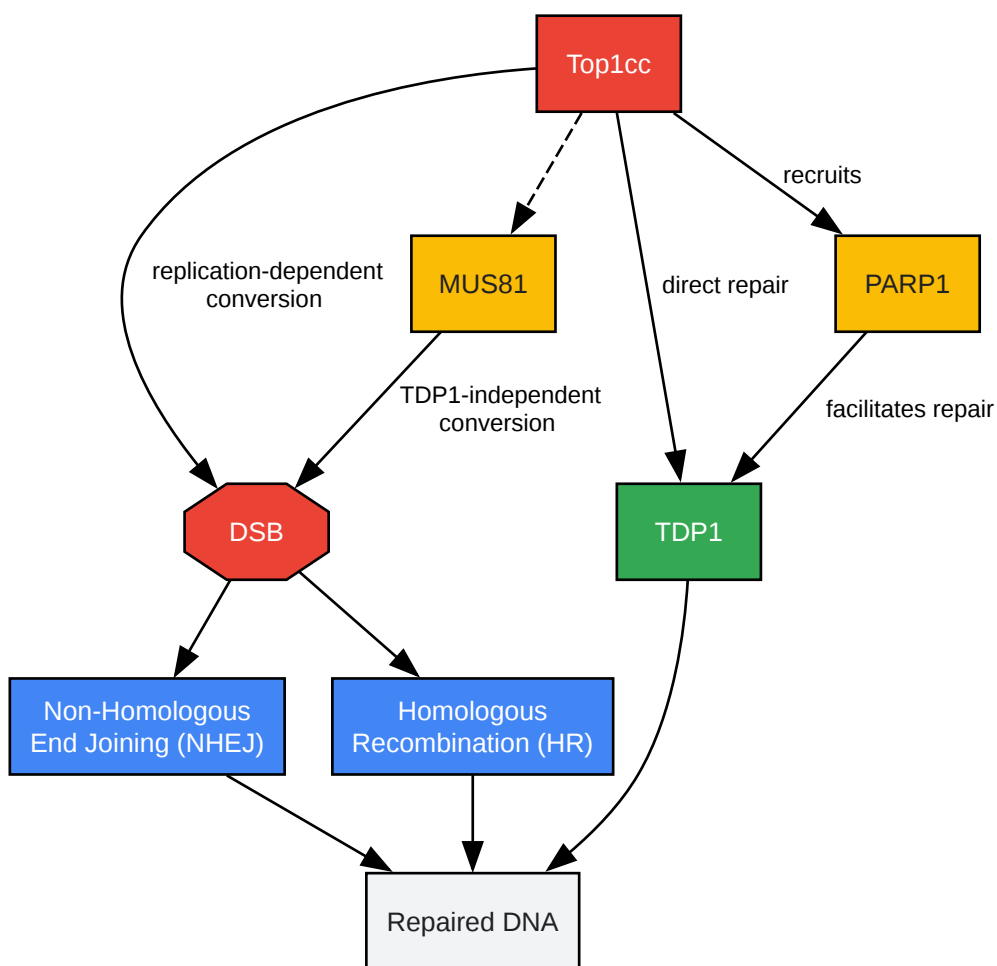 Top1cc
recruits
replication-dependent
conversion
MUS81
direct repair
PARP1
TDP1-independent
conversion
facilitates repair
DSB
TDP1
Non-Homologous
End Joining (NHEJ)
Homologous
Recombination (HR)
Repaired DNA